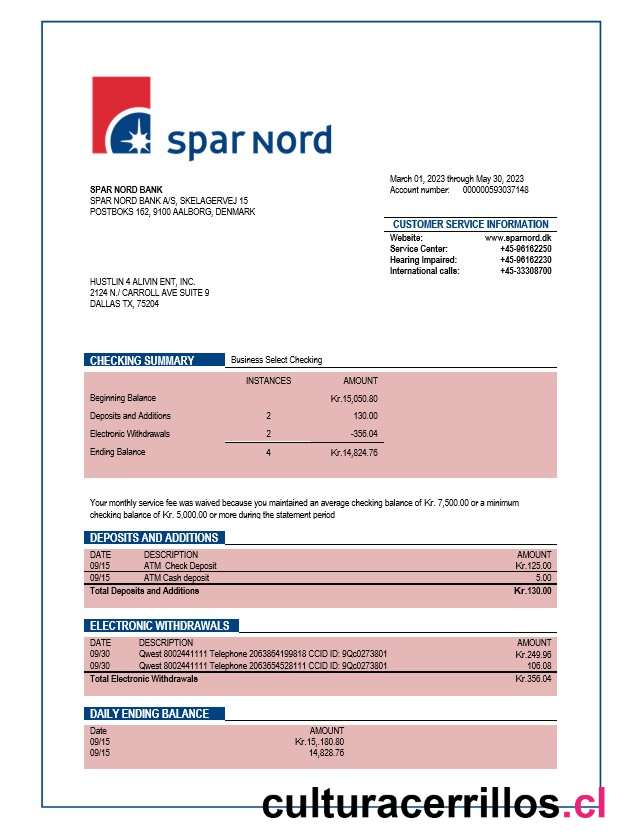 spar nord
March 01, 2023 through May 30, 2023
SPAR NORD BANK Account number: 000000593037148
SPAR NORD BANK A/S, SKELAGERVEJ 15
POSTBOKS 162, 9100 AALBORG, DENMARK
CUSTOMER SERVICE INFORMATION
Website: www.sparnord.dk
Service Center: +45-96162250
Hearing Impaired: +45-96162230
International calls: +45-33308700
HUSTLIN 4 ALIVIN ENT, INC.
2124 N./ CARROLL AVE SUITE 9
DALLAS TX, 75204
CHECKING SUMMARY Business Select Checking
INSTANCES AMOUNT
Beginning Balance Kr.15,050.80
Deposits and Additions 2 130.00
Electronic Withdrawals 2 -356.04
Ending Balance 4 Kr.14,824.76
Your monthly service fee was waived because you maintained an average checking balance of Kr. 7,500.00 or a minimum
checking balance of Kr. 5,000.00 or more during the statement period
DEPOSITS AND ADDITIONS
DATE DESCRIPTION AMOUNT
09/15 ATM Check Deposit Kr.125.00
09/15 ATM Cash deposit 5.00
Total Deposits and Additions Kr.130.00
ELECTRONIC WITHDRAWALS
DATE DESCRIPTION AMOUNT
09/30 Qwest 8002441111 Telephone 2063864199818 CCID ID: 9Qc0273801 Kr.249.96
09/30 Qwest 8002441111 Telephone 2063654528111 CCID ID: 9Qc0273801 106.08
Total Electronic Withdrawals Kr.356.04
DAILY ENDING BALANCE
Date AMOUNT
09/15 Kr.15,.180.80
09/15 14,828.76
culturacerrillos.cl